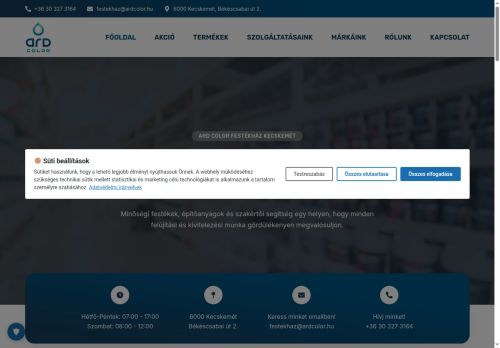 +36 30 327 3164 festekhaz@ardcolor.hu 6000 Kecskemét, Békéscsabai út 2.
ARD
COLOR
FŐOLDAL AKCIÓ TERMÉKEK SZOLGÁLTATÁSAINK MÁRKÁINK RÓLUNK KAPCSOLAT
ARD COLOR FESTÉKHÁZ KECSKEMÉT
Süti beállítások
Sütiket használunk, hogy a lehető legjobb élményt nyújthassuk Önnek. A webhely működéséhez
szükséges technikai sütik mellett statisztikai és marketing célú technológiákat is alkalmazunk a tartalom
személyre szabásához. Adatvédelmi irányelvek
Testreszabás
Összes elutasítása
Összes elfogadása
Minőségi festékek, építőanyagok és szakértői segítség egy helyen, hogy minden
felújítási és kivitelezési munka gördülékenyen megvalósuljon.
Hétfő-Péntek: 07:00 - 17:00
Szombat: 08:00 - 12:00
6000 Kecskemét
Békéscsabai út 2.
Keress minket emailben!
festekhaz@ardcolor.hu
Hívj minket!
+36 30 327 3164